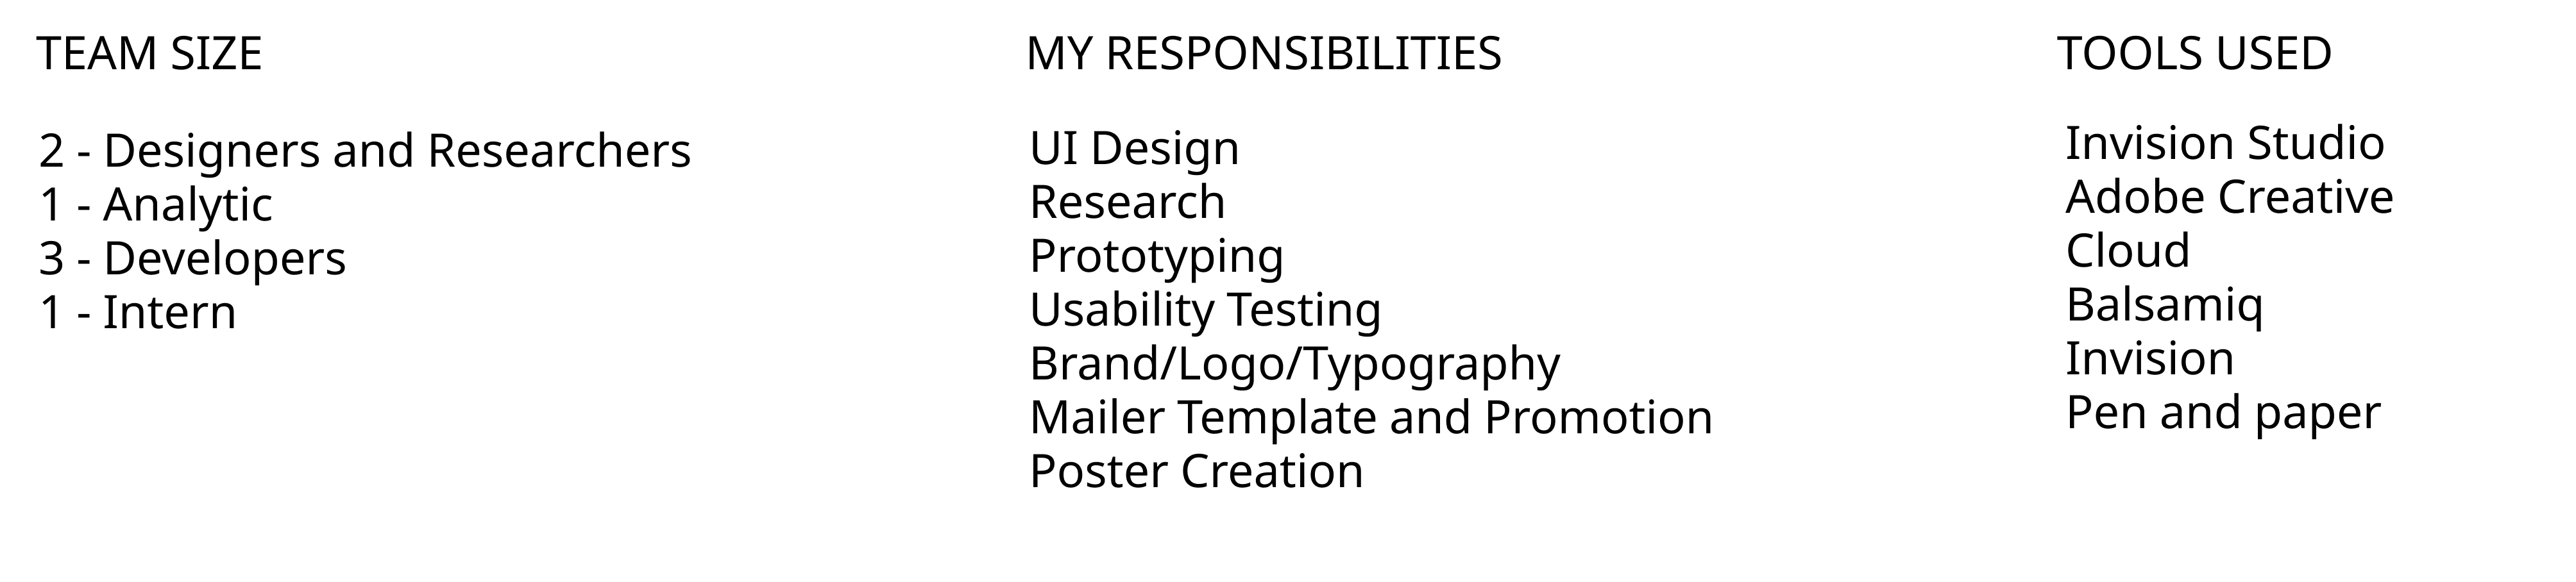 TEAM SIZE
2 - Designers and Researchers
1 - Analytic
3 - Developers
1 - Intern
MY RESPONSIBILITIES
UI Design
Research
Prototyping
Usability Testing
Brand/Logo/Typography
Mailer Template and Promotion
Poster Creation
TOOLS USED
Invision Studio
Adobe Creative
Cloud
Balsamiq
Invision
Pen and paper